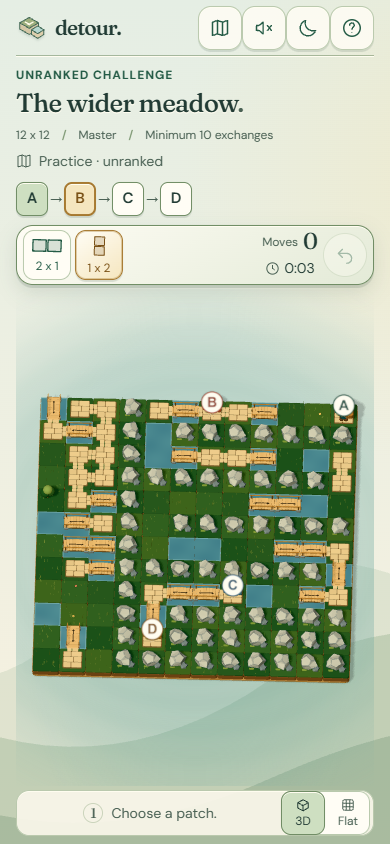 detour.
UNRANKED CHALLENGE
The wider meadow.
12 x 12 / Master / Minimum 10 exchanges
Practice · unranked
A → B → C → D
2 x 1
1 x 2
Moves 0
0:03
B
A
C
D
1 Choose a patch.
3D
Flat